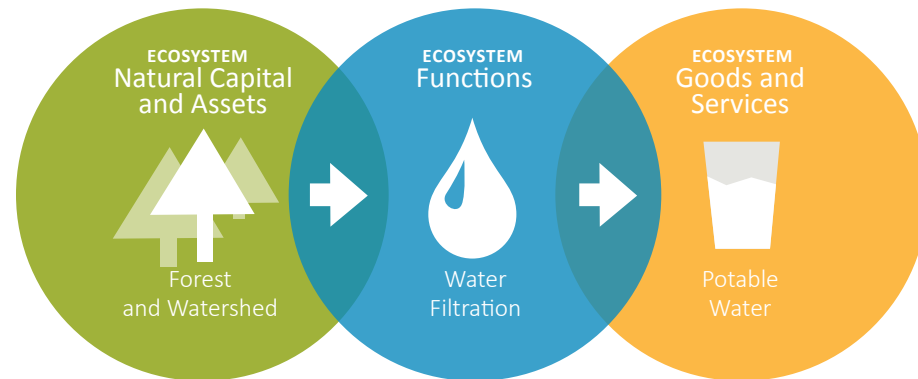 ECOSYSTEM
Natural Capital
and Assets
Forest
and Watershed
ECOSYSTEM
Functions
Water
Filtration
ECOSYSTEM
Goods and
Services
Potable
Water